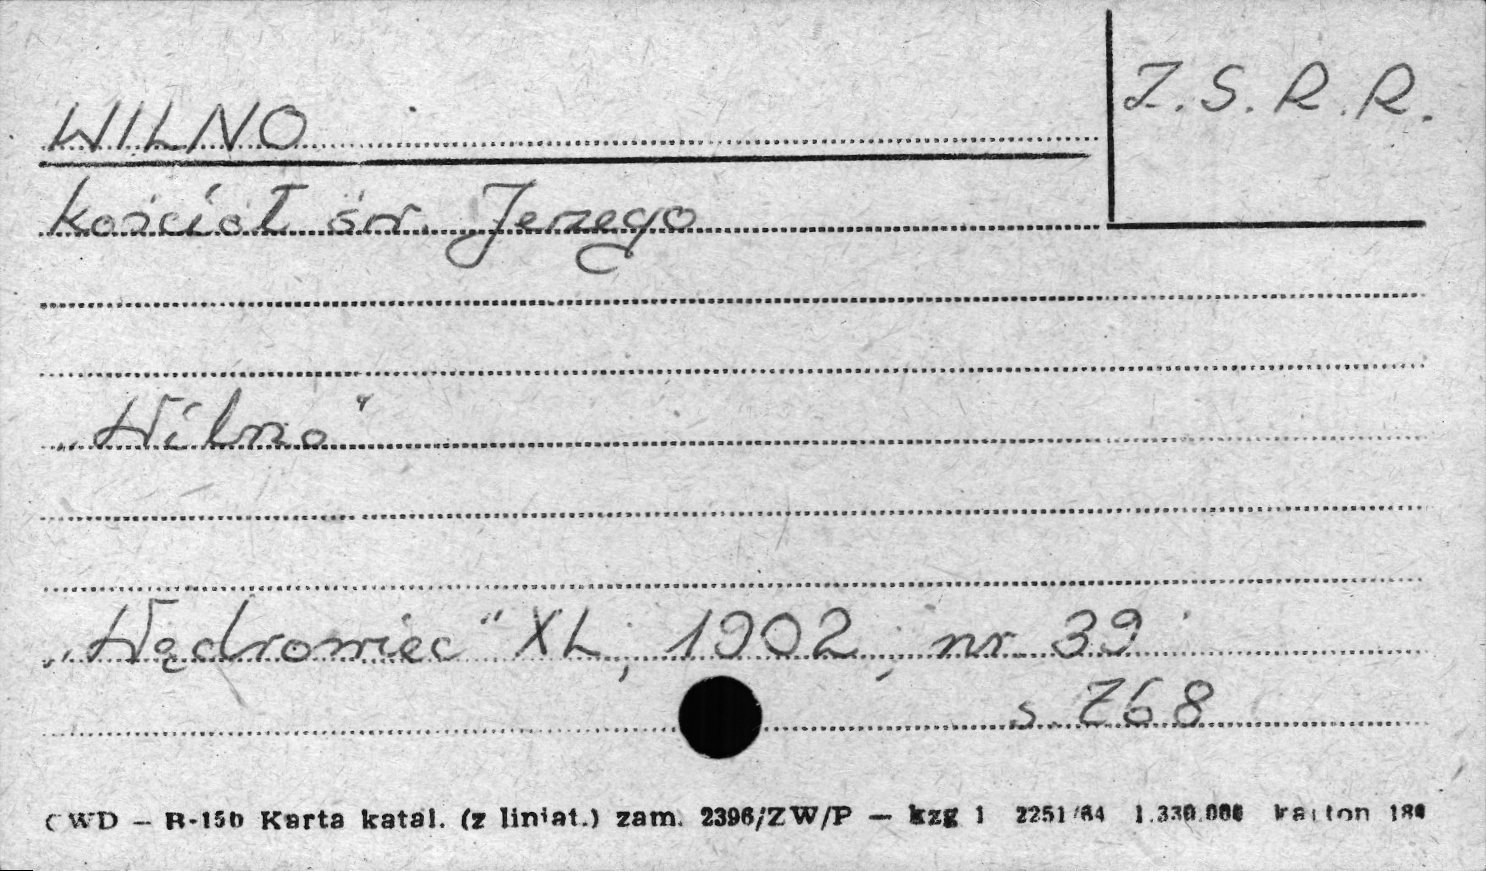 Z.S.R.R.
WILNO
kościół św. Jerzego
„Wilno"
„Wędrowiec" XL, 1902, nr 39
s. 768
CWD — R-15b Karta katal. (z liniat.) zam. 2396/ZW/P — kzg 1 2251/64 1.330.000 karton 180